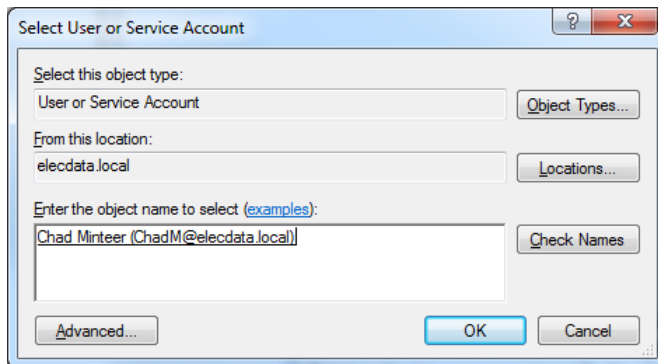 Select User or Service Account
Select this object type:
User or Service Account
Object Types...
From this location:
elecdata.local
Locations...
Enter the object name to select (examples):
Chad Minteer (ChadM@elecdata.local)
Check Names
Advanced...
OK
Cancel